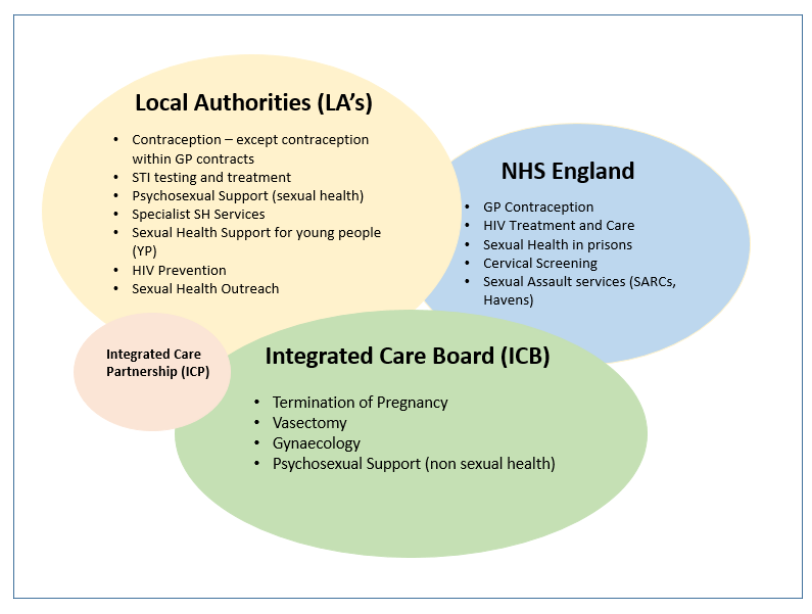 Local Authorities (LA's)
• Contraception – except contraception
within GP contracts
• STI testing and treatment
• Psychosexual Support (sexual health)
• Specialist SH Services
• Sexual Health Support for young people
(YP)
• HIV Prevention
• Sexual Health Outreach
NHS England
• GP Contraception
• HIV Treatment and Care
• Sexual Health in prisons
• Cervical Screening
• Sexual Assault services (SARCs,
Havens)
Integrated Care
Partnership (ICP)
Integrated Care Board (ICB)
• Termination of Pregnancy
• Vasectomy
• Gynaecology
• Psychosexual Support (non sexual health)